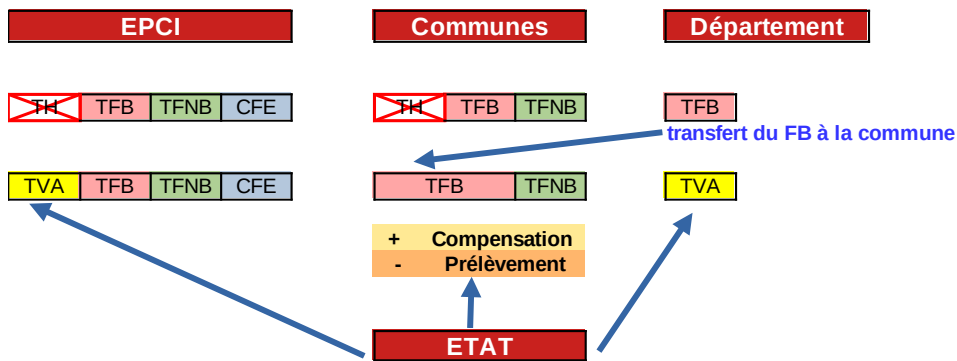 EPCI Communes Département
TH TFB TFNB CFE TH TFB TFNB TFB
transfert du FB à la commune
TVA TFB TFNB CFE TFB TFNB TVA
+ Compensation
- Prélèvement
ETAT